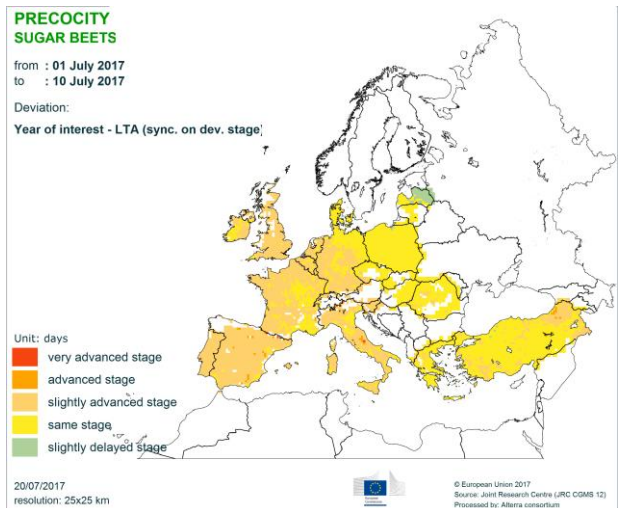 PRECOCITY
SUGAR BEETS
from : 01 July 2017
to : 10 July 2017
Deviation:
Year of interest - LTA (sync. on dev. stage)
Unit: days
very advanced stage
advanced stage
slightly advanced stage
same stage
slightly delayed stage
20/07/2017
resolution: 25x25 km
European
Commission
© European Union 2017
Source: Joint Research Centre (JRC CGMS 12)
Processed by: Alterra consortium